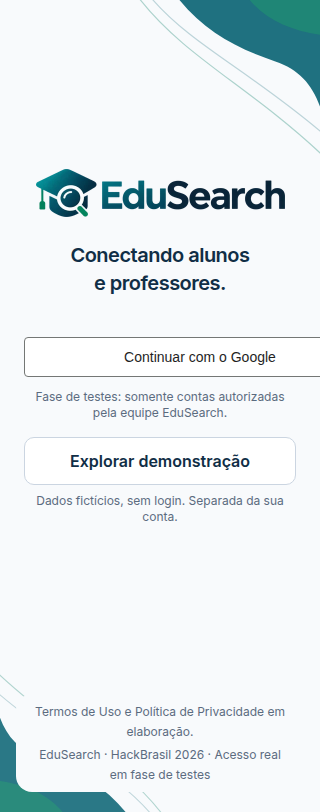 EduSearch
Conectando alunos
e professores.
Continuar com o Google
Fase de testes: somente contas autorizadas
pela equipe EduSearch.
Explorar demonstração
Dados fictícios, sem login. Separada da sua
conta.
Termos de Uso e Política de Privacidade em
elaboração.
EduSearch · HackBrasil 2026 · Acesso real
em fase de testes